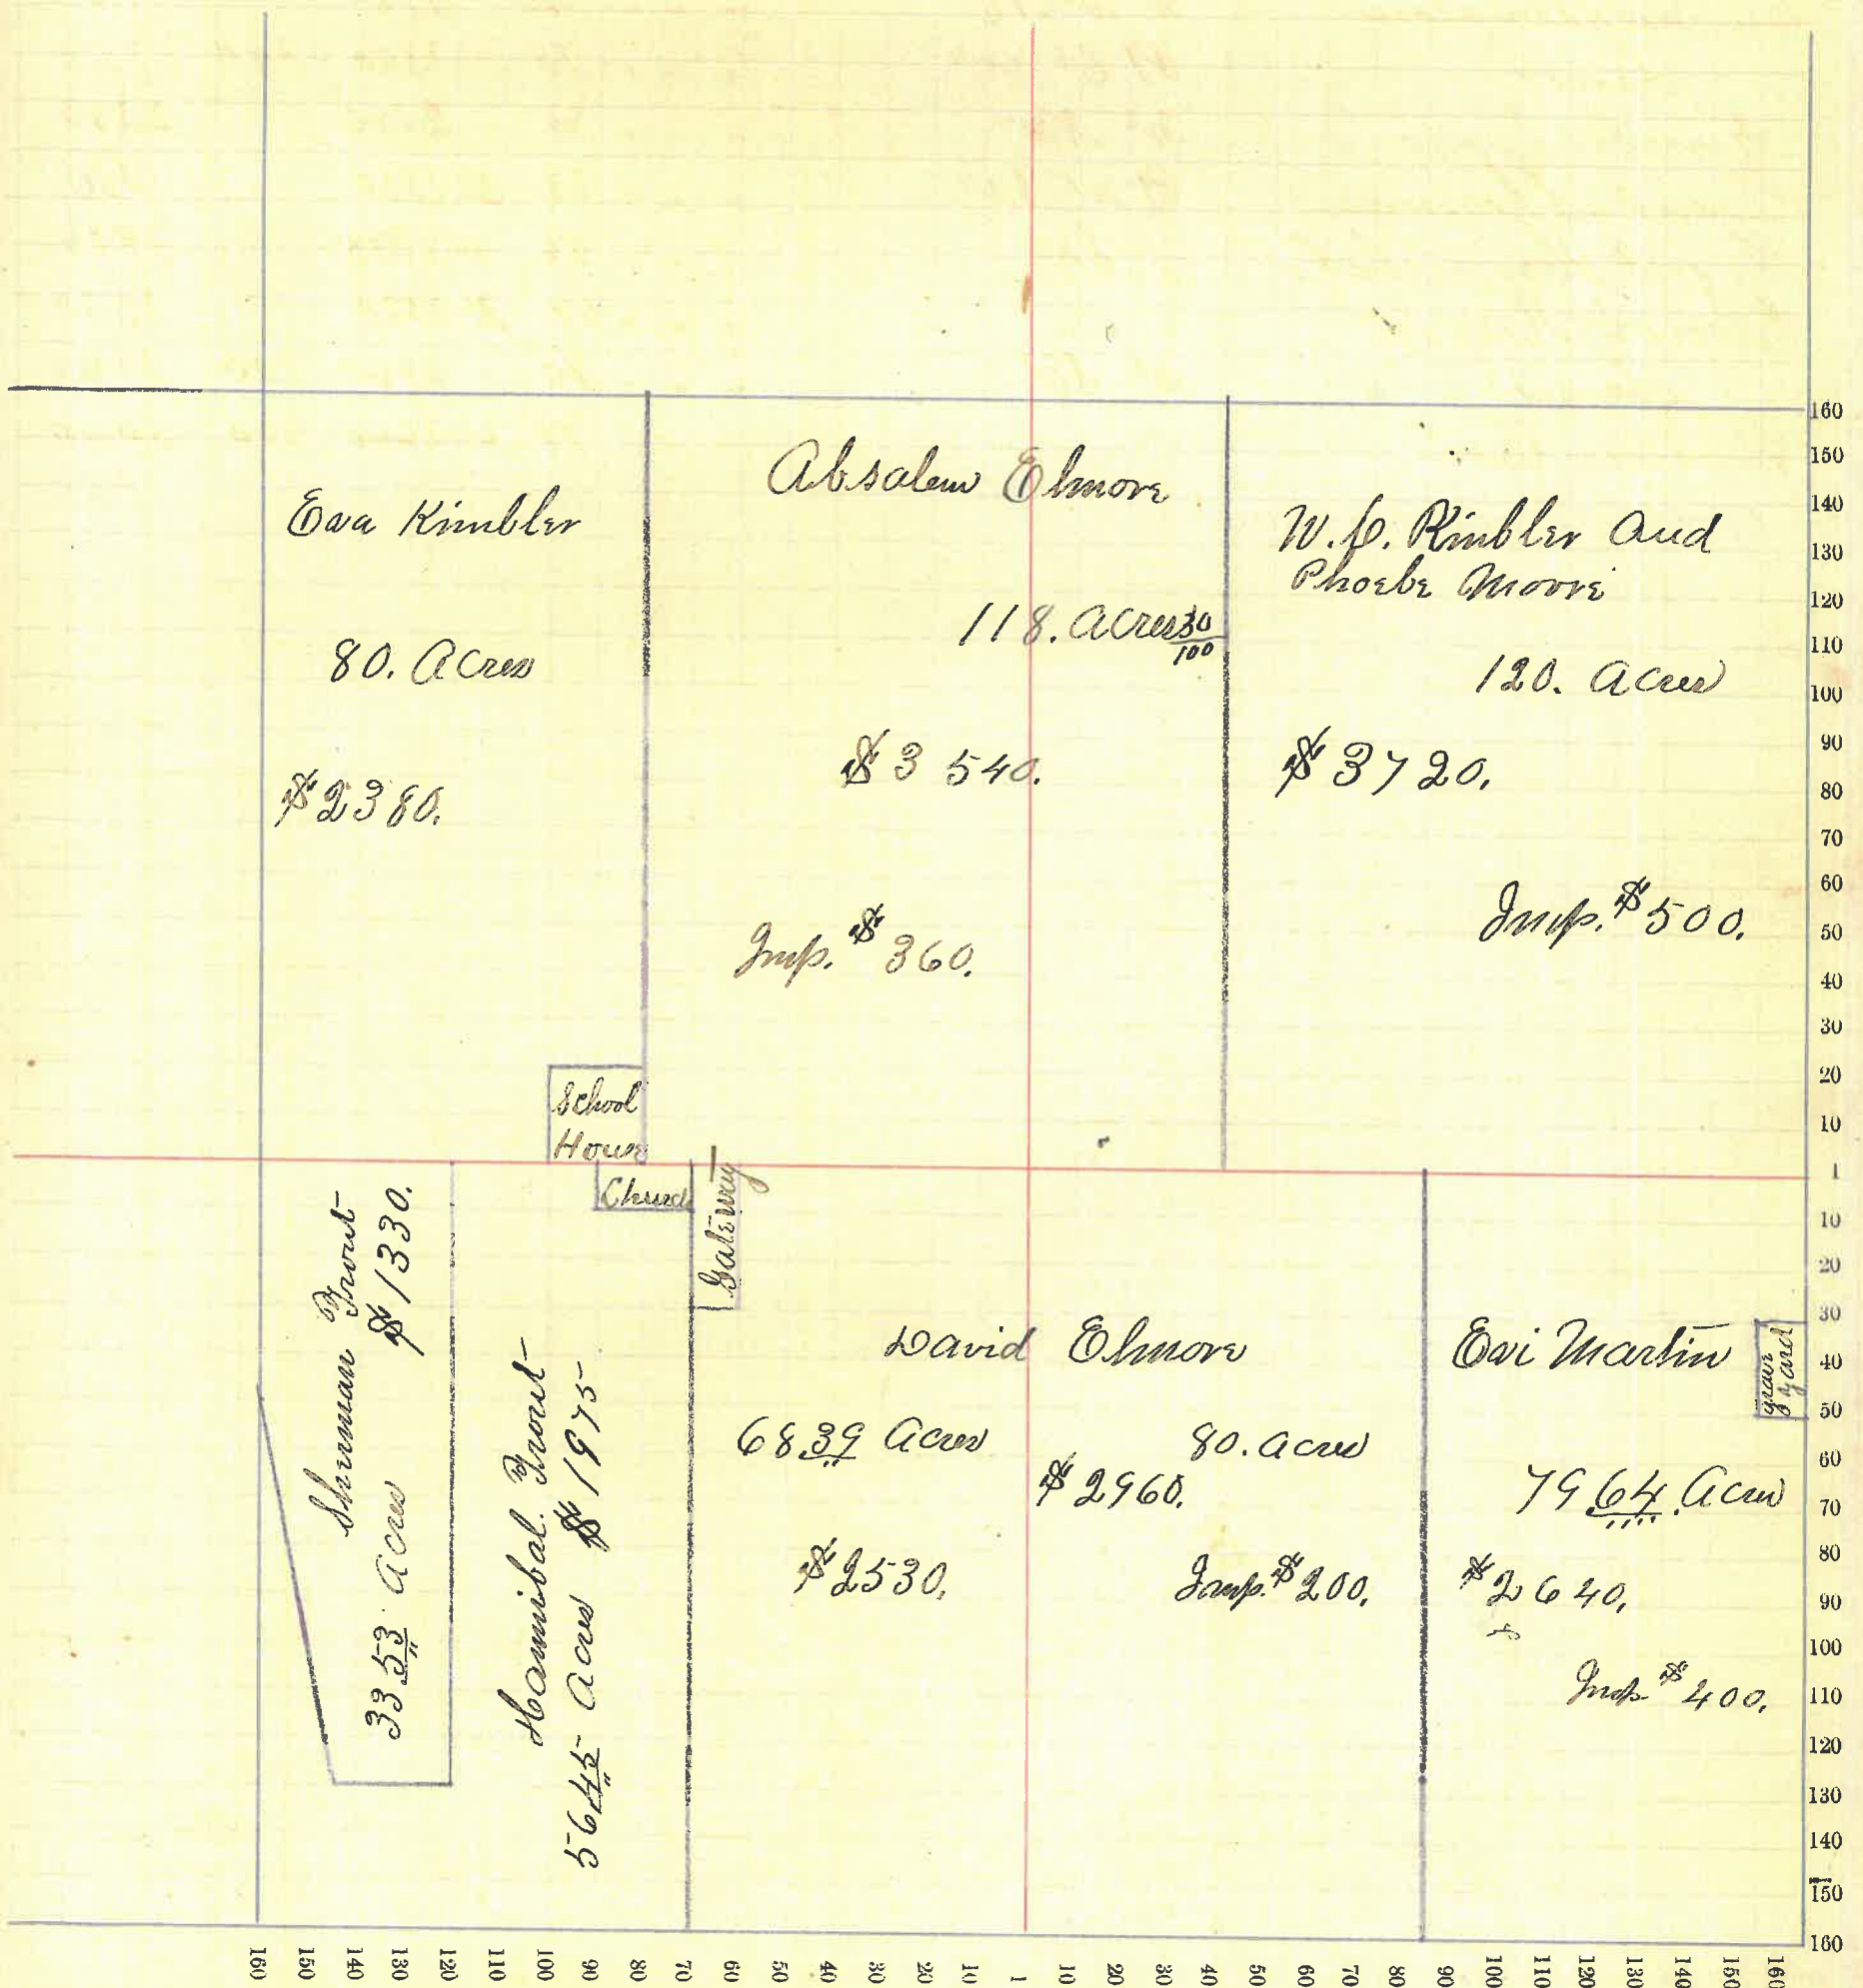 Eva Kimbler
80. Acres
$2380.
Absalem Elmore
118. Acres 30/100
$3540.
Imp. $360.
W. C. Kimbler and
Phoebe Moore
120. Acres
$3720.
Imp. $500.
School
House
Church
Gateway
Sherman Trout
$1330.
33 53 Acres
Hannibal Trout
$1975
56 45 Acres
David Elmore
68 39 Acres
80. Acres
$2960.
$2530.
Imp. $200.
Evi Martin
grave
yard
79 64 Acres
$2640.
Imp. $400.
160
150
140
130
120
110
100
90
80
70
60
50
40
30
20
10
1
10
20
30
40
50
60
70
80
90
100
110
120
130
140
150
160
160 150 140 130 120 110 100 90 80 70 60 50 40 30 20 10 1 10 20 30 40 50 60 70 80 90 100 110 120 130 140 150 160